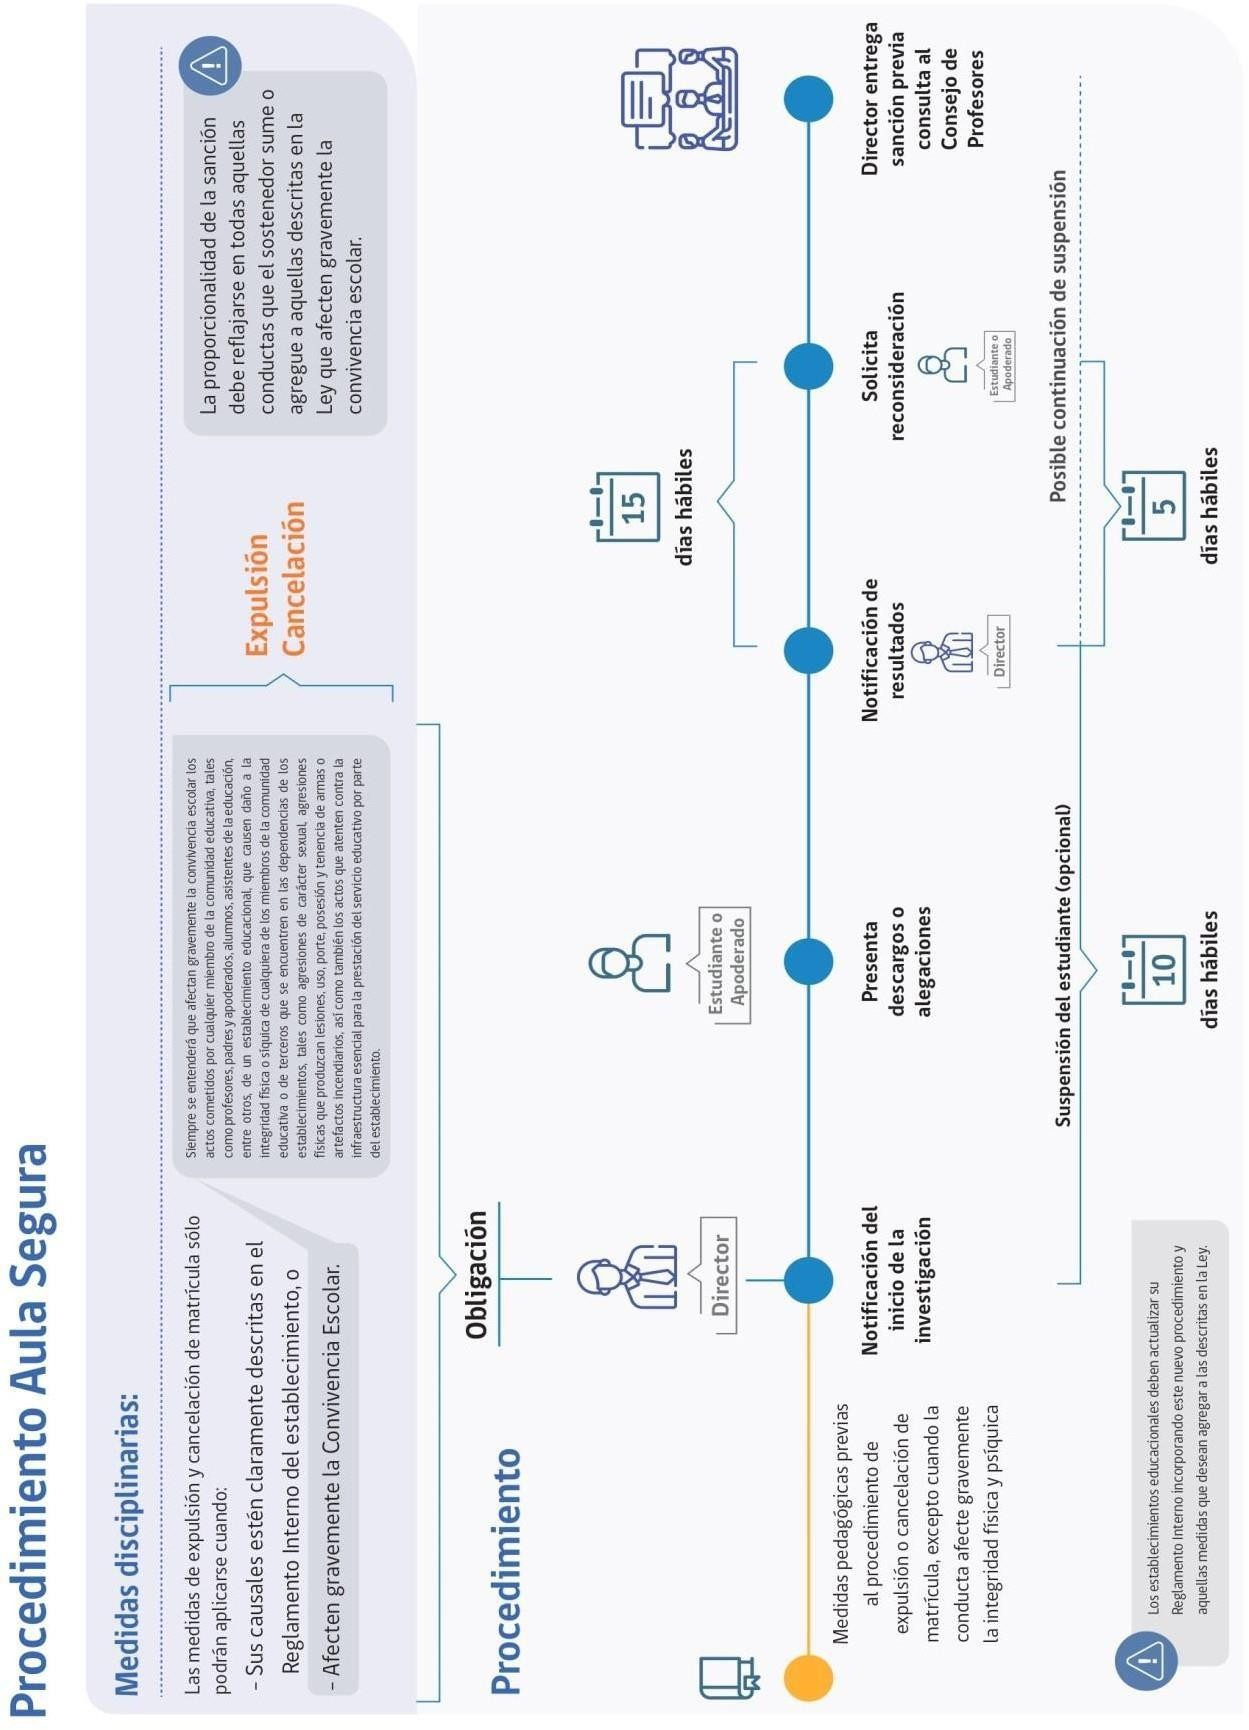 Procedimiento Aula Segura
Medidas disciplinarias:
Las medidas de expulsión y cancelación de matrícula sólo
podrán aplicarse cuando:
- Sus causales estén claramente descritas en el
Reglamento Interno del establecimiento, o
- Afecten gravemente la Convivencia Escolar.
Siempre se entenderá que afectan gravemente la convivencia escolar los
actos cometidos por cualquier miembro de la comunidad educativa, tales
como profesores, padres y apoderados, alumnos, asistentes de la educación,
entre otros, de un establecimiento educacional, que causen daño a la
integridad física o síquica de cualquiera de los miembros de la comunidad
educativa o de terceros que se encuentren en las dependencias de los
establecimientos, tales como agresiones de carácter sexual, agresiones
físicas que produzcan lesiones, uso, porte, posesión y tenencia de armas o
artefactos incendiarios, así como también los actos que atenten contra la
infraestructura esencial para la prestación del servicio educativo por parte
del establecimiento.
Expulsión
Cancelación
La proporcionalidad de la sanción
debe reflajarse en todas aquellas
conductas que el sostenedor sume o
agregue a aquellas descritas en la
Ley que afecten gravemente la
convivencia escolar.
Obligación
Procedimiento
Medidas pedagógicas previas
al procedimiento de
expulsión o cancelación de
matrícula, excepto cuando la
conducta afecte gravemente
la integridad física y psíquica
Director
Notificación del
inicio de la
investigación
Estudiante o
Apoderado
Presenta
descargos o
alegaciones
Notificación de
resultados
Director
15
días hábiles
Solicita
reconsideración
Estudiante o
Apoderado
Director entrega
sanción previa
consulta al
Consejo de
Profesores
Suspensión del estudiante (opcional)
10
días hábiles
Posible continuación de suspensión
5
días hábiles
Los establecimientos educacionales deben actualizar su
Reglamento Interno incorporando este nuevo procedimiento y
aquellas medidas que desean agregar a las descritas en la Ley.